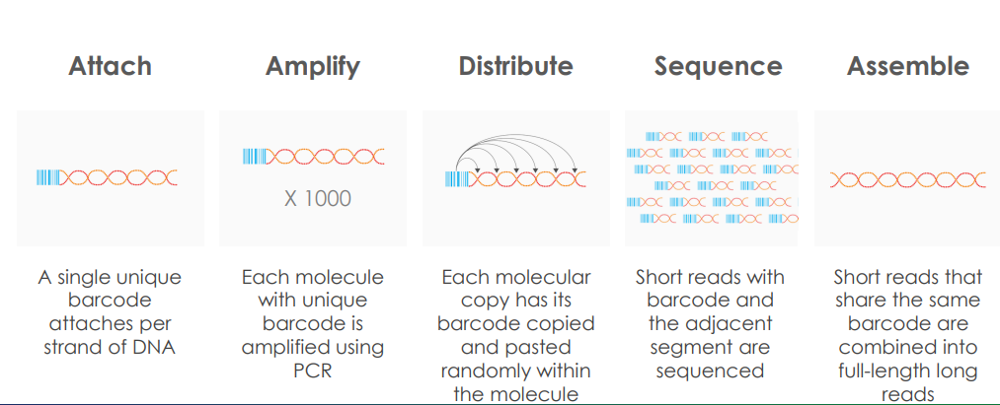 Attach
Amplify
Distribute
Sequence
Assemble
X 1000
A single unique
barcode
attaches per
strand of DNA
Each molecule
with unique
barcode is
amplified using
PCR
Each molecular
copy has its
barcode copied
and pasted
randomly within
the molecule
Short reads with
barcode and
the adjacent
segment are
sequenced
Short reads that
share the same
barcode are
combined into
full-length long
reads